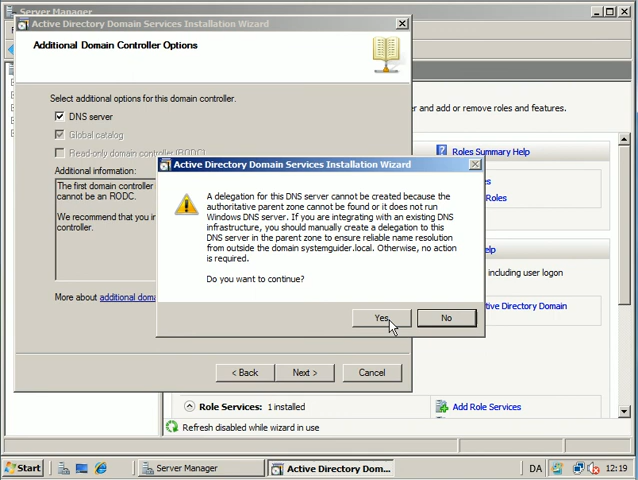 Server Manager
Active Directory Domain Services Installation Wizard
Additional Domain Controller Options
Select additional options for this domain controller.
DNS server
Global catalog
Read-only domain controller (RODC)
Additional information:
The first domain controller
cannot be an RODC.
We recommend that you in
controller.
More about additional doma
er and add or remove roles and features.
Roles Summary Help
es
Roles
elp
including user logon
tive Directory Domain
Active Directory Domain Services Installation Wizard
A delegation for this DNS server cannot be created because the
authoritative parent zone cannot be found or it does not run
Windows DNS server. If you are integrating with an existing DNS
infrastructure, you should manually create a delegation to this
DNS server in the parent zone to ensure reliable name resolution
from outside the domain systemguider.local. Otherwise, no action
is required.
Do you want to continue?
Yes
No
< Back
Next >
Cancel
Role Services: 1 installed
Add Role Services
Refresh disabled while wizard in use
Start
Server Manager
Active Directory Dom...
DA
12:19